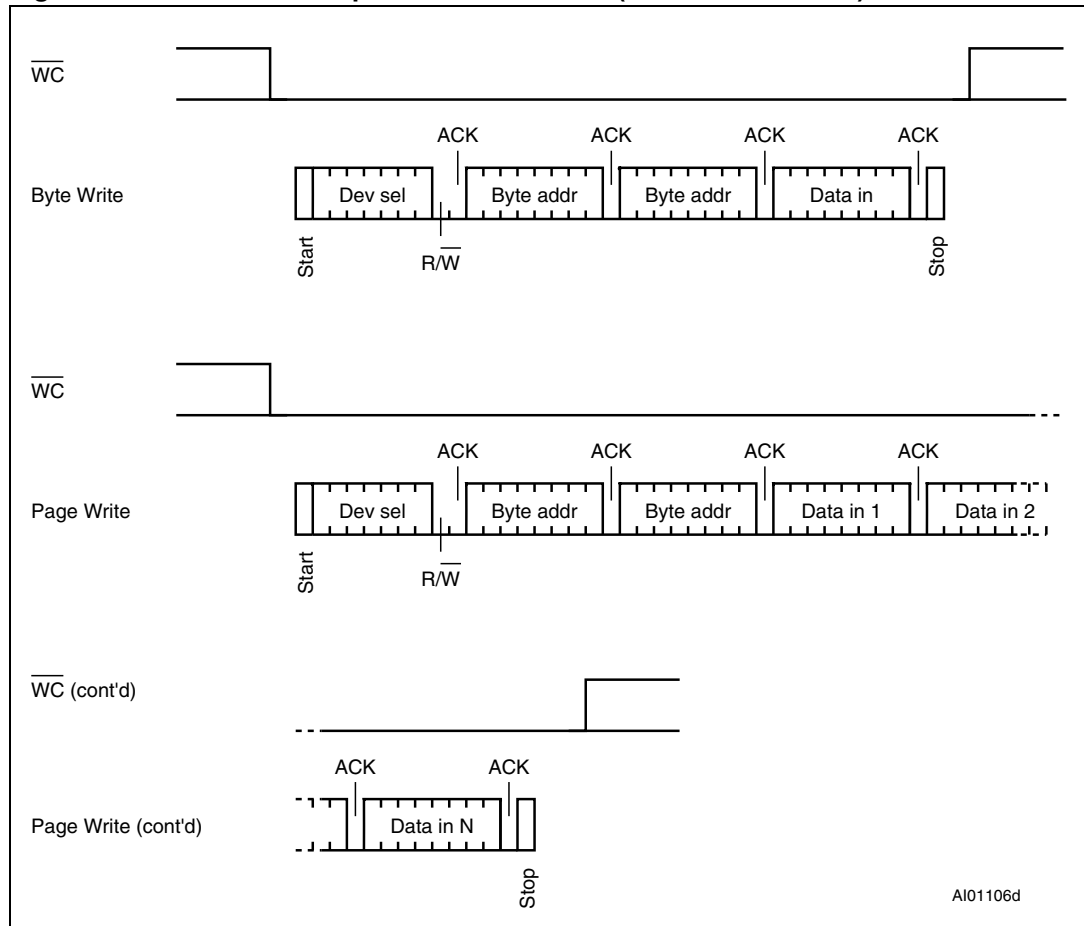 WC
ACK ACK ACK ACK
Byte Write Dev sel Byte addr Byte addr Data in
Start R/W Stop
WC
ACK ACK ACK ACK
Page Write Dev sel Byte addr Byte addr Data in 1 Data in 2
Start R/W
WC (cont'd)
ACK ACK
Page Write (cont'd) Data in N
Stop
AI01106d